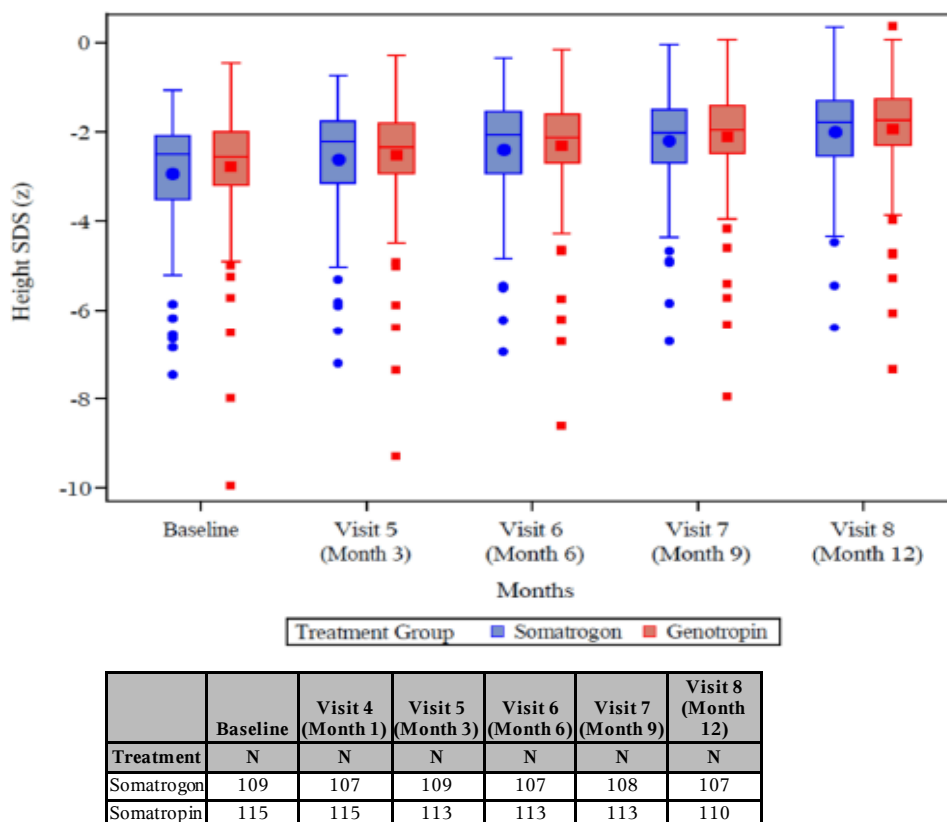 Height SDS (z)
0
-2
-4
-6
-8
-10
Baseline
Visit 5
(Month 3)
Visit 6
(Month 6)
Visit 7
(Month 9)
Visit 8
(Month 12)
Months
Treatment Group Somatrogon Genotropin
Baseline Visit 4 (Month 1) Visit 5 (Month 3) Visit 6 (Month 6) Visit 7 (Month 9) Visit 8 (Month 12)
Treatment N N N N N N
Somatrogon 109 107 109 107 108 107
Somatropin 115 115 113 113 113 110